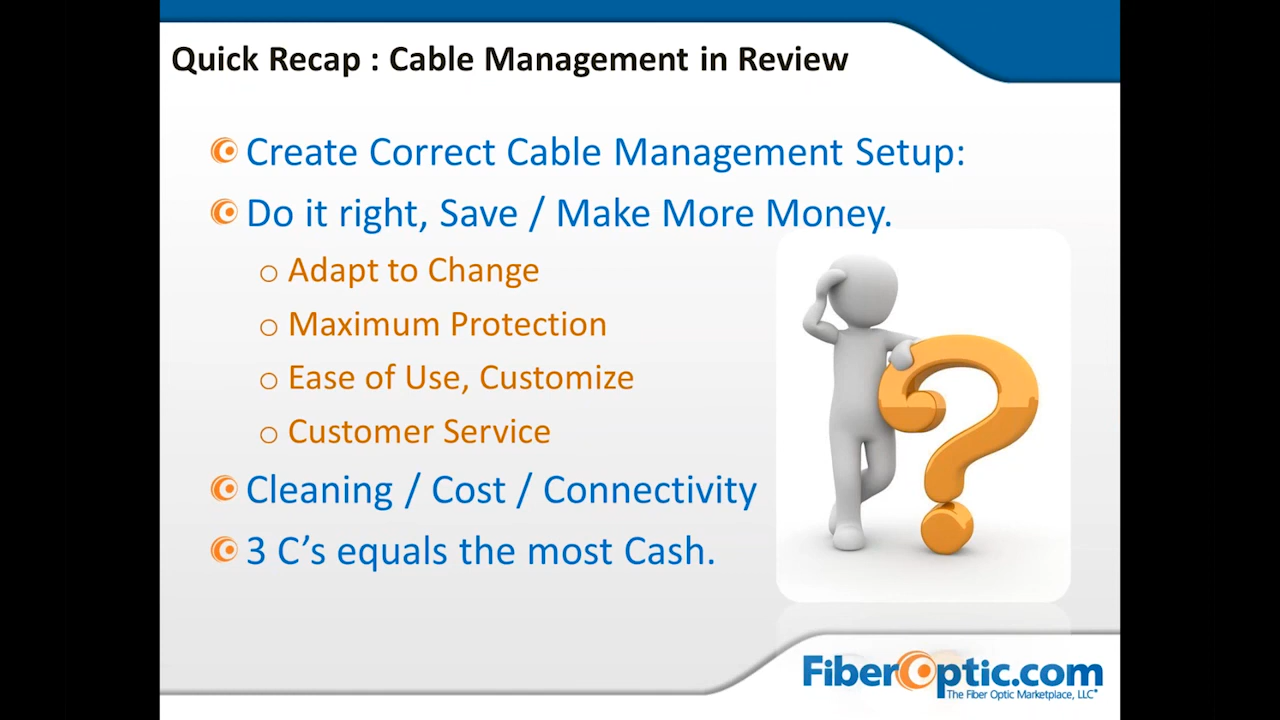 Quick Recap : Cable Management in Review
Create Correct Cable Management Setup:
Do it right, Save / Make More Money.
Adapt to Change
Maximum Protection
Ease of Use, Customize
Customer Service
Cleaning / Cost / Connectivity
3 C's equals the most Cash.
FiberOptic.com
The Fiber Optic Marketplace, LLC®